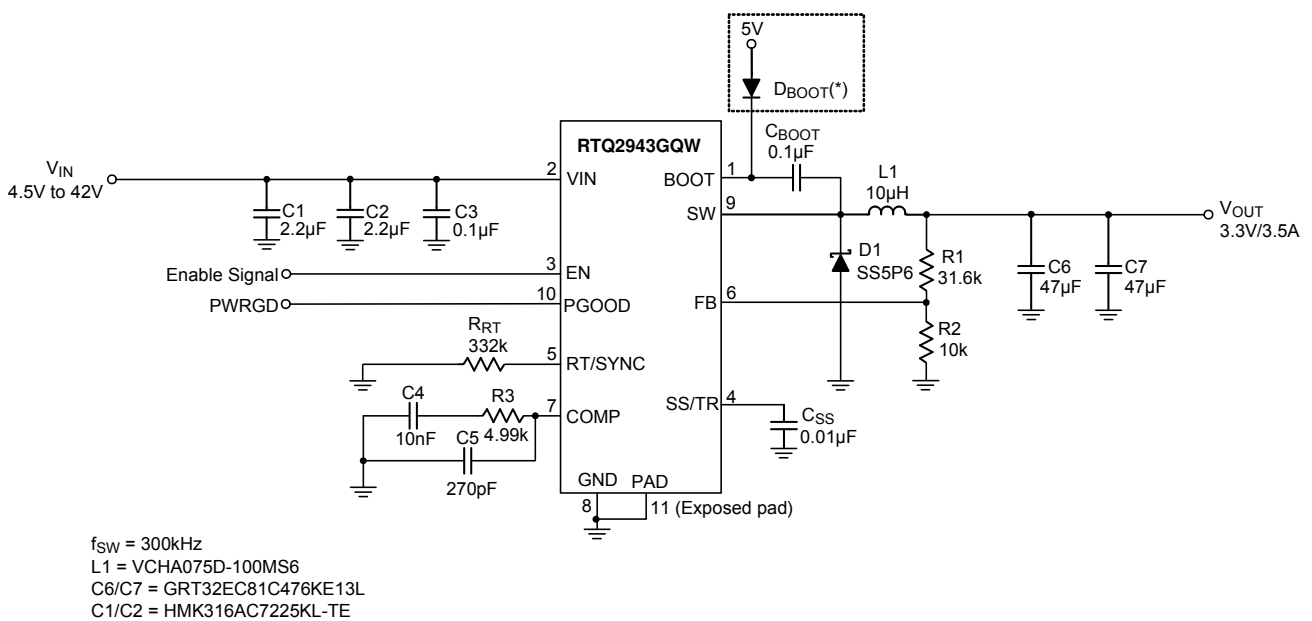 5V
DBOOT(*)
CBOOT
0.1µF
RTQ2943GQW
VIN
4.5V to 42V
2
VIN
BOOT
1
L1
10µH
SW
9
VOUT
3.3V/3.5A
C1
2.2µF
C2
2.2µF
C3
0.1µF
D1
SS5P6
R1
31.6k
C6
47µF
C7
47µF
Enable Signal
3
EN
PWRGD
10
PGOOD
FB
6
R2
10k
RRT
332k
5
RT/SYNC
C4
10nF
R3
4.99k
7
COMP
SS/TR
4
CSS
0.01µF
C5
270pF
GND
PAD
8
11 (Exposed pad)
fSW = 300kHz
L1 = VCHA075D-100MS6
C6/C7 = GRT32EC81C476KE13L
C1/C2 = HMK316AC7225KL-TE